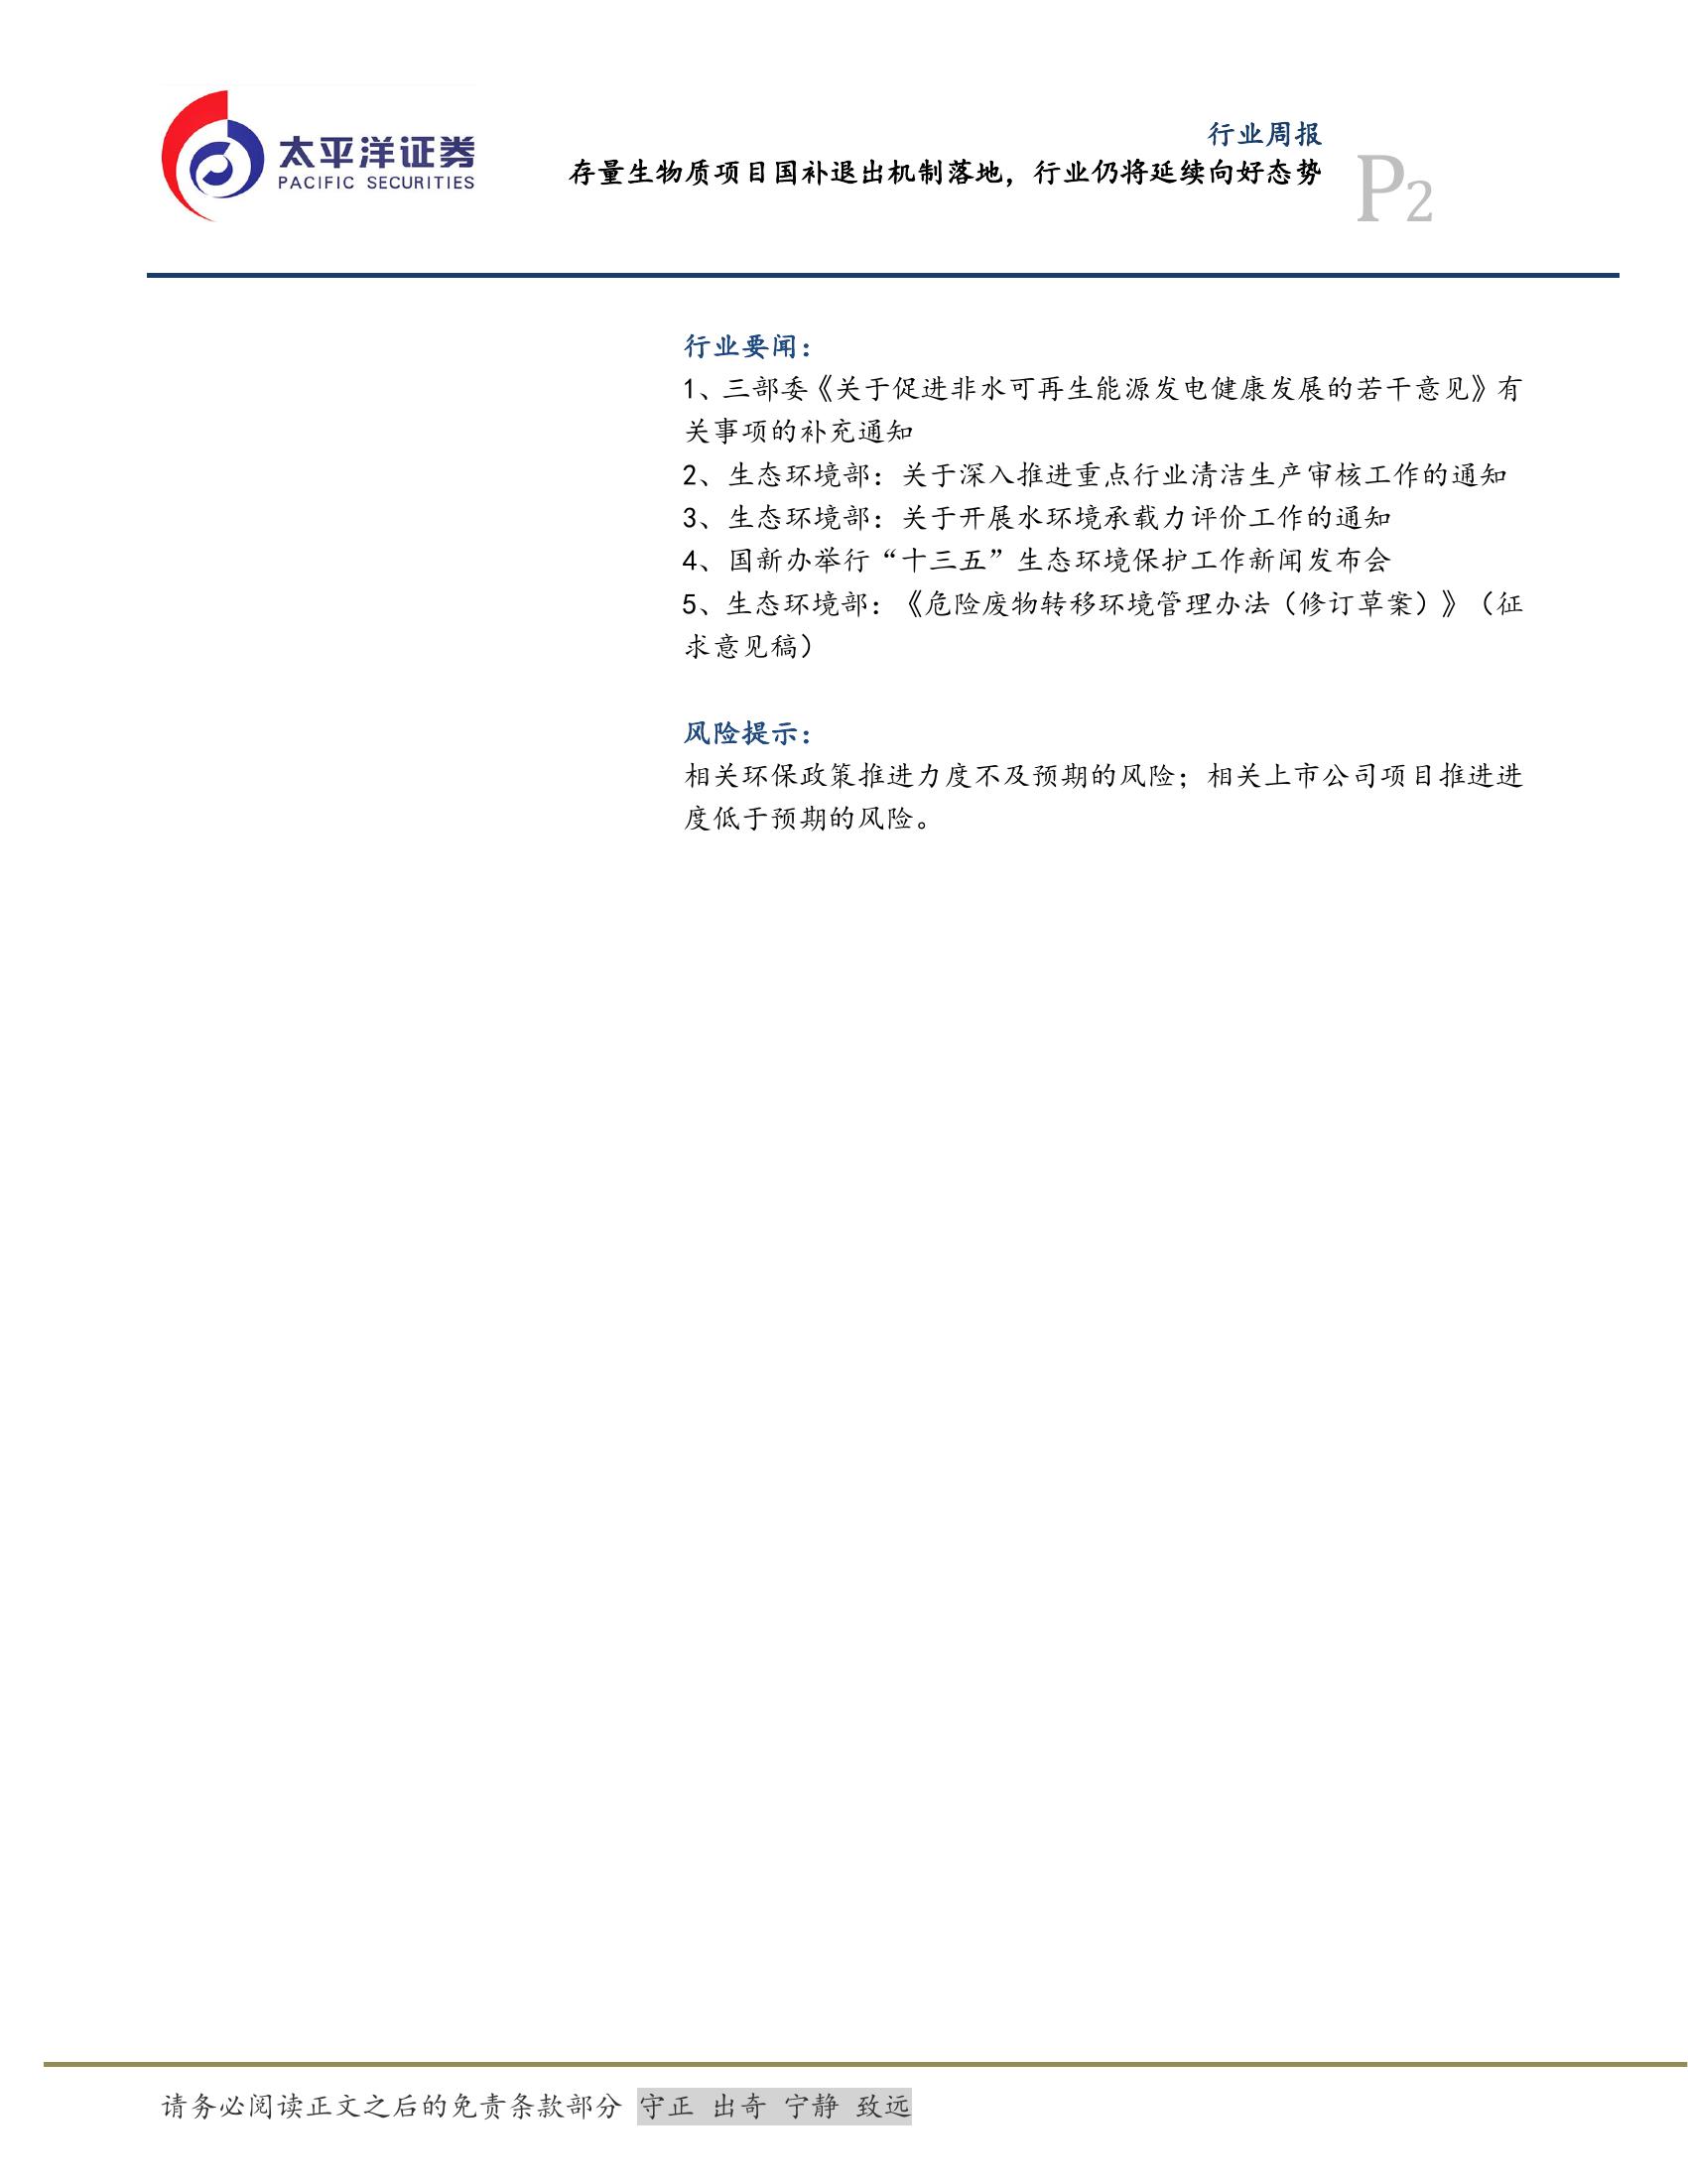 太平洋证券
PACIFIC SECURITIES
行业周报
存量生物质项目国补退出机制落地，行业仍将延续向好态势
P2
行业要闻：
1、三部委《关于促进非水可再生能源发电健康发展的若干意见》有
关事项的补充通知
2、生态环境部：关于深入推进重点行业清洁生产审核工作的通知
3、生态环境部：关于开展水环境承载力评价工作的通知
4、国新办举行“十三五”生态环境保护工作新闻发布会
5、生态环境部：《危险废物转移环境管理办法（修订草案）》（征
求意见稿）
风险提示：
相关环保政策推进力度不及预期的风险；相关上市公司项目推进进
度低于预期的风险。
请务必阅读正文之后的免责条款部分 守正 出奇 宁静 致远